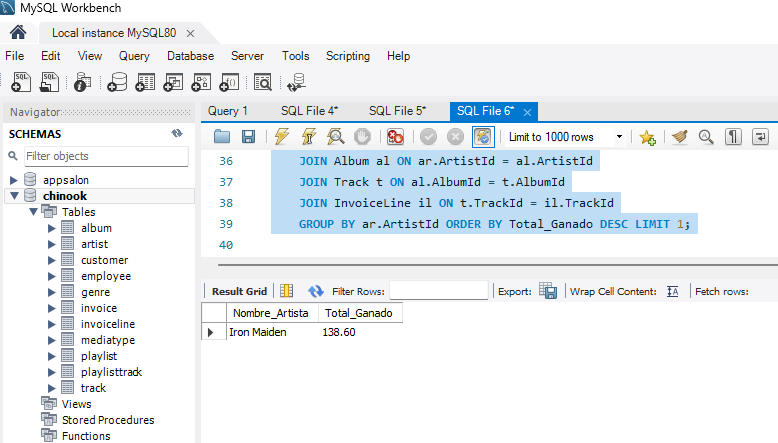 MySQL Workbench
Local instance MySQL80
File Edit View Query Database Server Tools Scripting Help
Navigator
SCHEMAS
Filter objects
appsalon
chinook
Tables
album
artist
customer
employee
genre
invoice
invoiceline
mediatype
playlist
playlisttrack
track
Views
Stored Procedures
Functions
Query 1 SQL File 4* SQL File 5* SQL File 6*
Limit to 1000 rows
36 JOIN Album al ON ar.ArtistId = al.ArtistId
37 JOIN Track t ON al.AlbumId = t.AlbumId
38 JOIN InvoiceLine il ON t.TrackId = il.TrackId
39 GROUP BY ar.ArtistId ORDER BY Total_Ganado DESC LIMIT 1;
40
Result Grid Filter Rows: Export: Wrap Cell Content: Fetch rows:
Nombre_Artista Total_Ganado
Iron Maiden 138.60